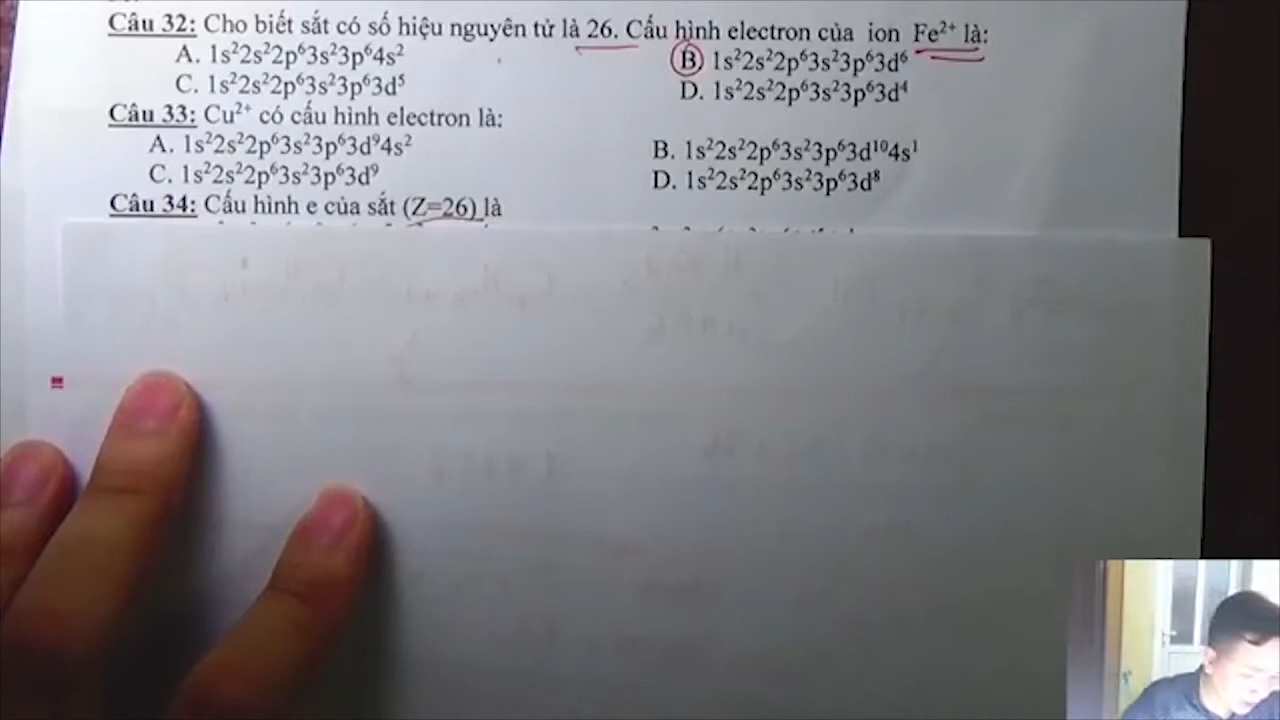 Câu 32: Cho biết sắt có số hiệu nguyên tử là 26. Cấu hình electron của ion Fe²⁺ là:
A. 1s²2s²2p⁶3s²3p⁶4s² B. 1s²2s²2p⁶3s²3p⁶3d⁶
C. 1s²2s²2p⁶3s²3p⁶3d⁵ D. 1s²2s²2p⁶3s²3p⁶3d⁴
Câu 33: Cu²⁺ có cấu hình electron là:
A. 1s²2s²2p⁶3s²3p⁶3d⁹4s² B. 1s²2s²2p⁶3s²3p⁶3d¹⁰4s¹
C. 1s²2s²2p⁶3s²3p⁶3d⁹ D. 1s²2s²2p⁶3s²3p⁶3d⁸
Câu 34: Cấu hình e của sắt (Z=26) là